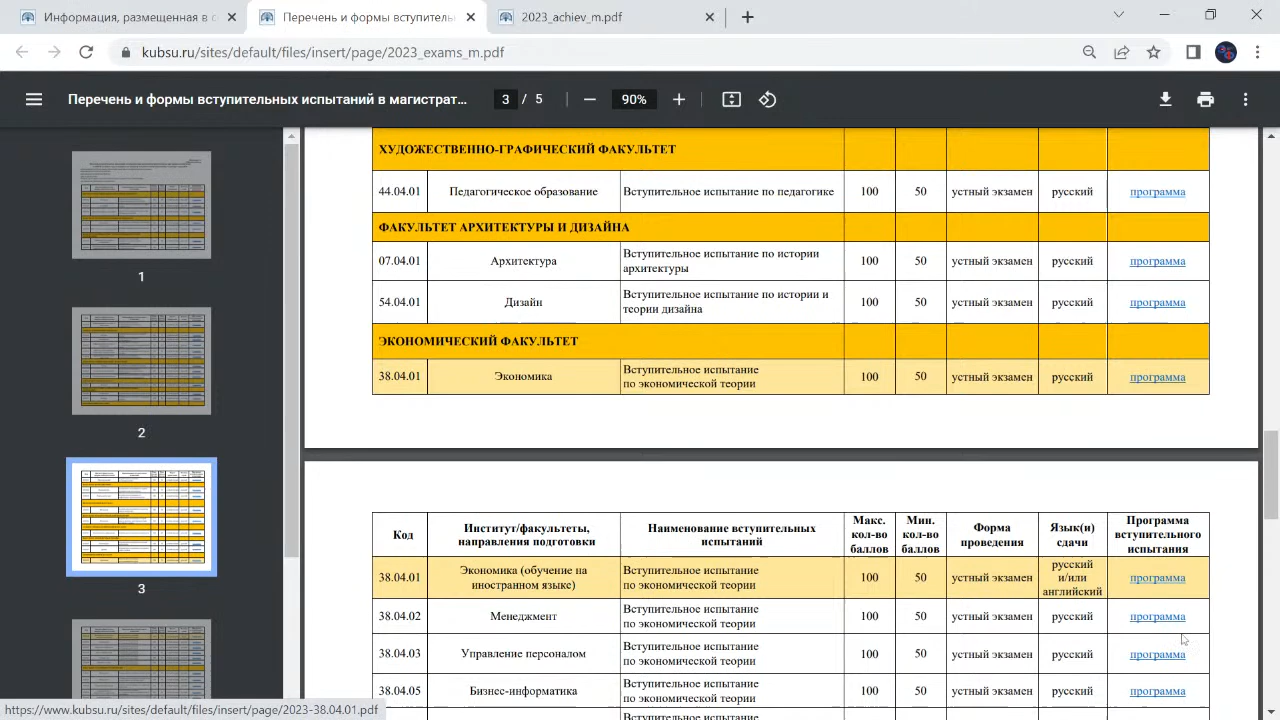 Информация, размещенная в с
Перечень и формы вступитель
2023_achiev_m.pdf
kubsu.ru/sites/default/files/insert/page/2023_exams_m.pdf
Перечень и формы вступительных испытаний в магистрат...
3 / 5
90%
1
2
3
ХУДОЖЕСТВЕННО-ГРАФИЧЕСКИЙ ФАКУЛЬТЕТ
44.04.01 Педагогическое образование Вступительное испытание по педагогике 100 50 устный экзамен русский программа
ФАКУЛЬТЕТ АРХИТЕКТУРЫ И ДИЗАЙНА
07.04.01 Архитектура Вступительное испытание по истории архитектуры 100 50 устный экзамен русский программа
54.04.01 Дизайн Вступительное испытание по истории и теории дизайна 100 50 устный экзамен русский программа
ЭКОНОМИЧЕСКИЙ ФАКУЛЬТЕТ
38.04.01 Экономика Вступительное испытание по экономической теории 100 50 устный экзамен русский программа
Код Институт/факультеты, направления подготовки Наименование вступительных испытаний Макс. кол-во баллов Мин. кол-во баллов Форма проведения Язык(и) сдачи Программа вступительного испытания
38.04.01 Экономика (обучение на иностранном языке) Вступительное испытание по экономической теории 100 50 устный экзамен русский и/или английский программа
38.04.02 Менеджмент Вступительное испытание по экономической теории 100 50 устный экзамен русский программа
38.04.03 Управление персоналом Вступительное испытание по экономической теории 100 50 устный экзамен русский программа
38.04.05 Бизнес-информатика Вступительное испытание по экономической теории 100 50 устный экзамен русский программа
Вступительное испытание
https://www.kubsu.ru/sites/default/files/insert/page/2023-38.04.01.pdf